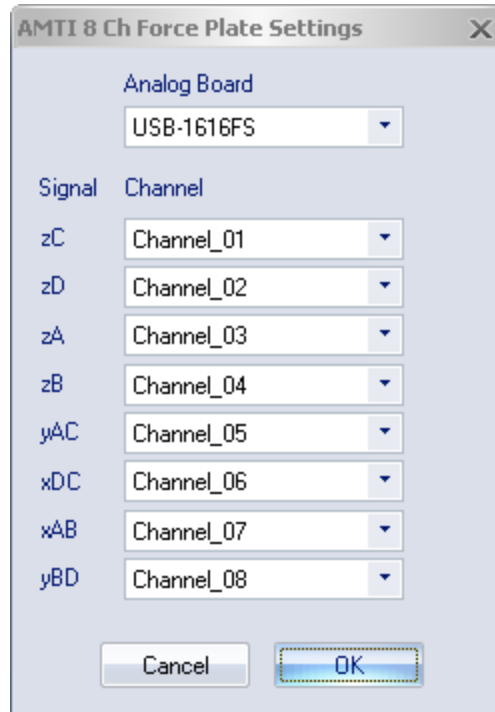 AMTI 8 Ch Force Plate Settings
Analog Board
USB-1616FS
Signal Channel
zC Channel_01
zD Channel_02
zA Channel_03
zB Channel_04
yAC Channel_05
xDC Channel_06
xAB Channel_07
yBD Channel_08
Cancel OK